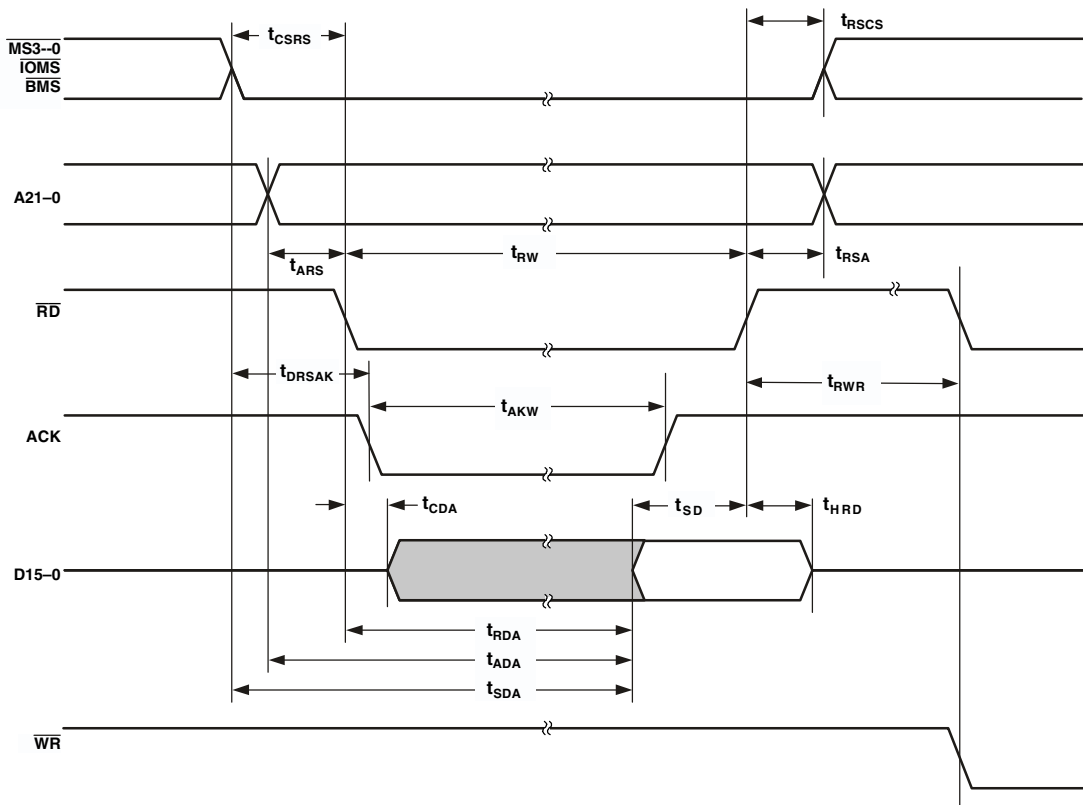 tCSRS
tRSCS
MS3--0
IOMS
BMS
A21–0
tARS
tRW
tRSA
RD
tDRSAK
tAKW
tRWR
ACK
tCDA
tSD
tHRD
D15–0
tRDA
tADA
tSDA
WR